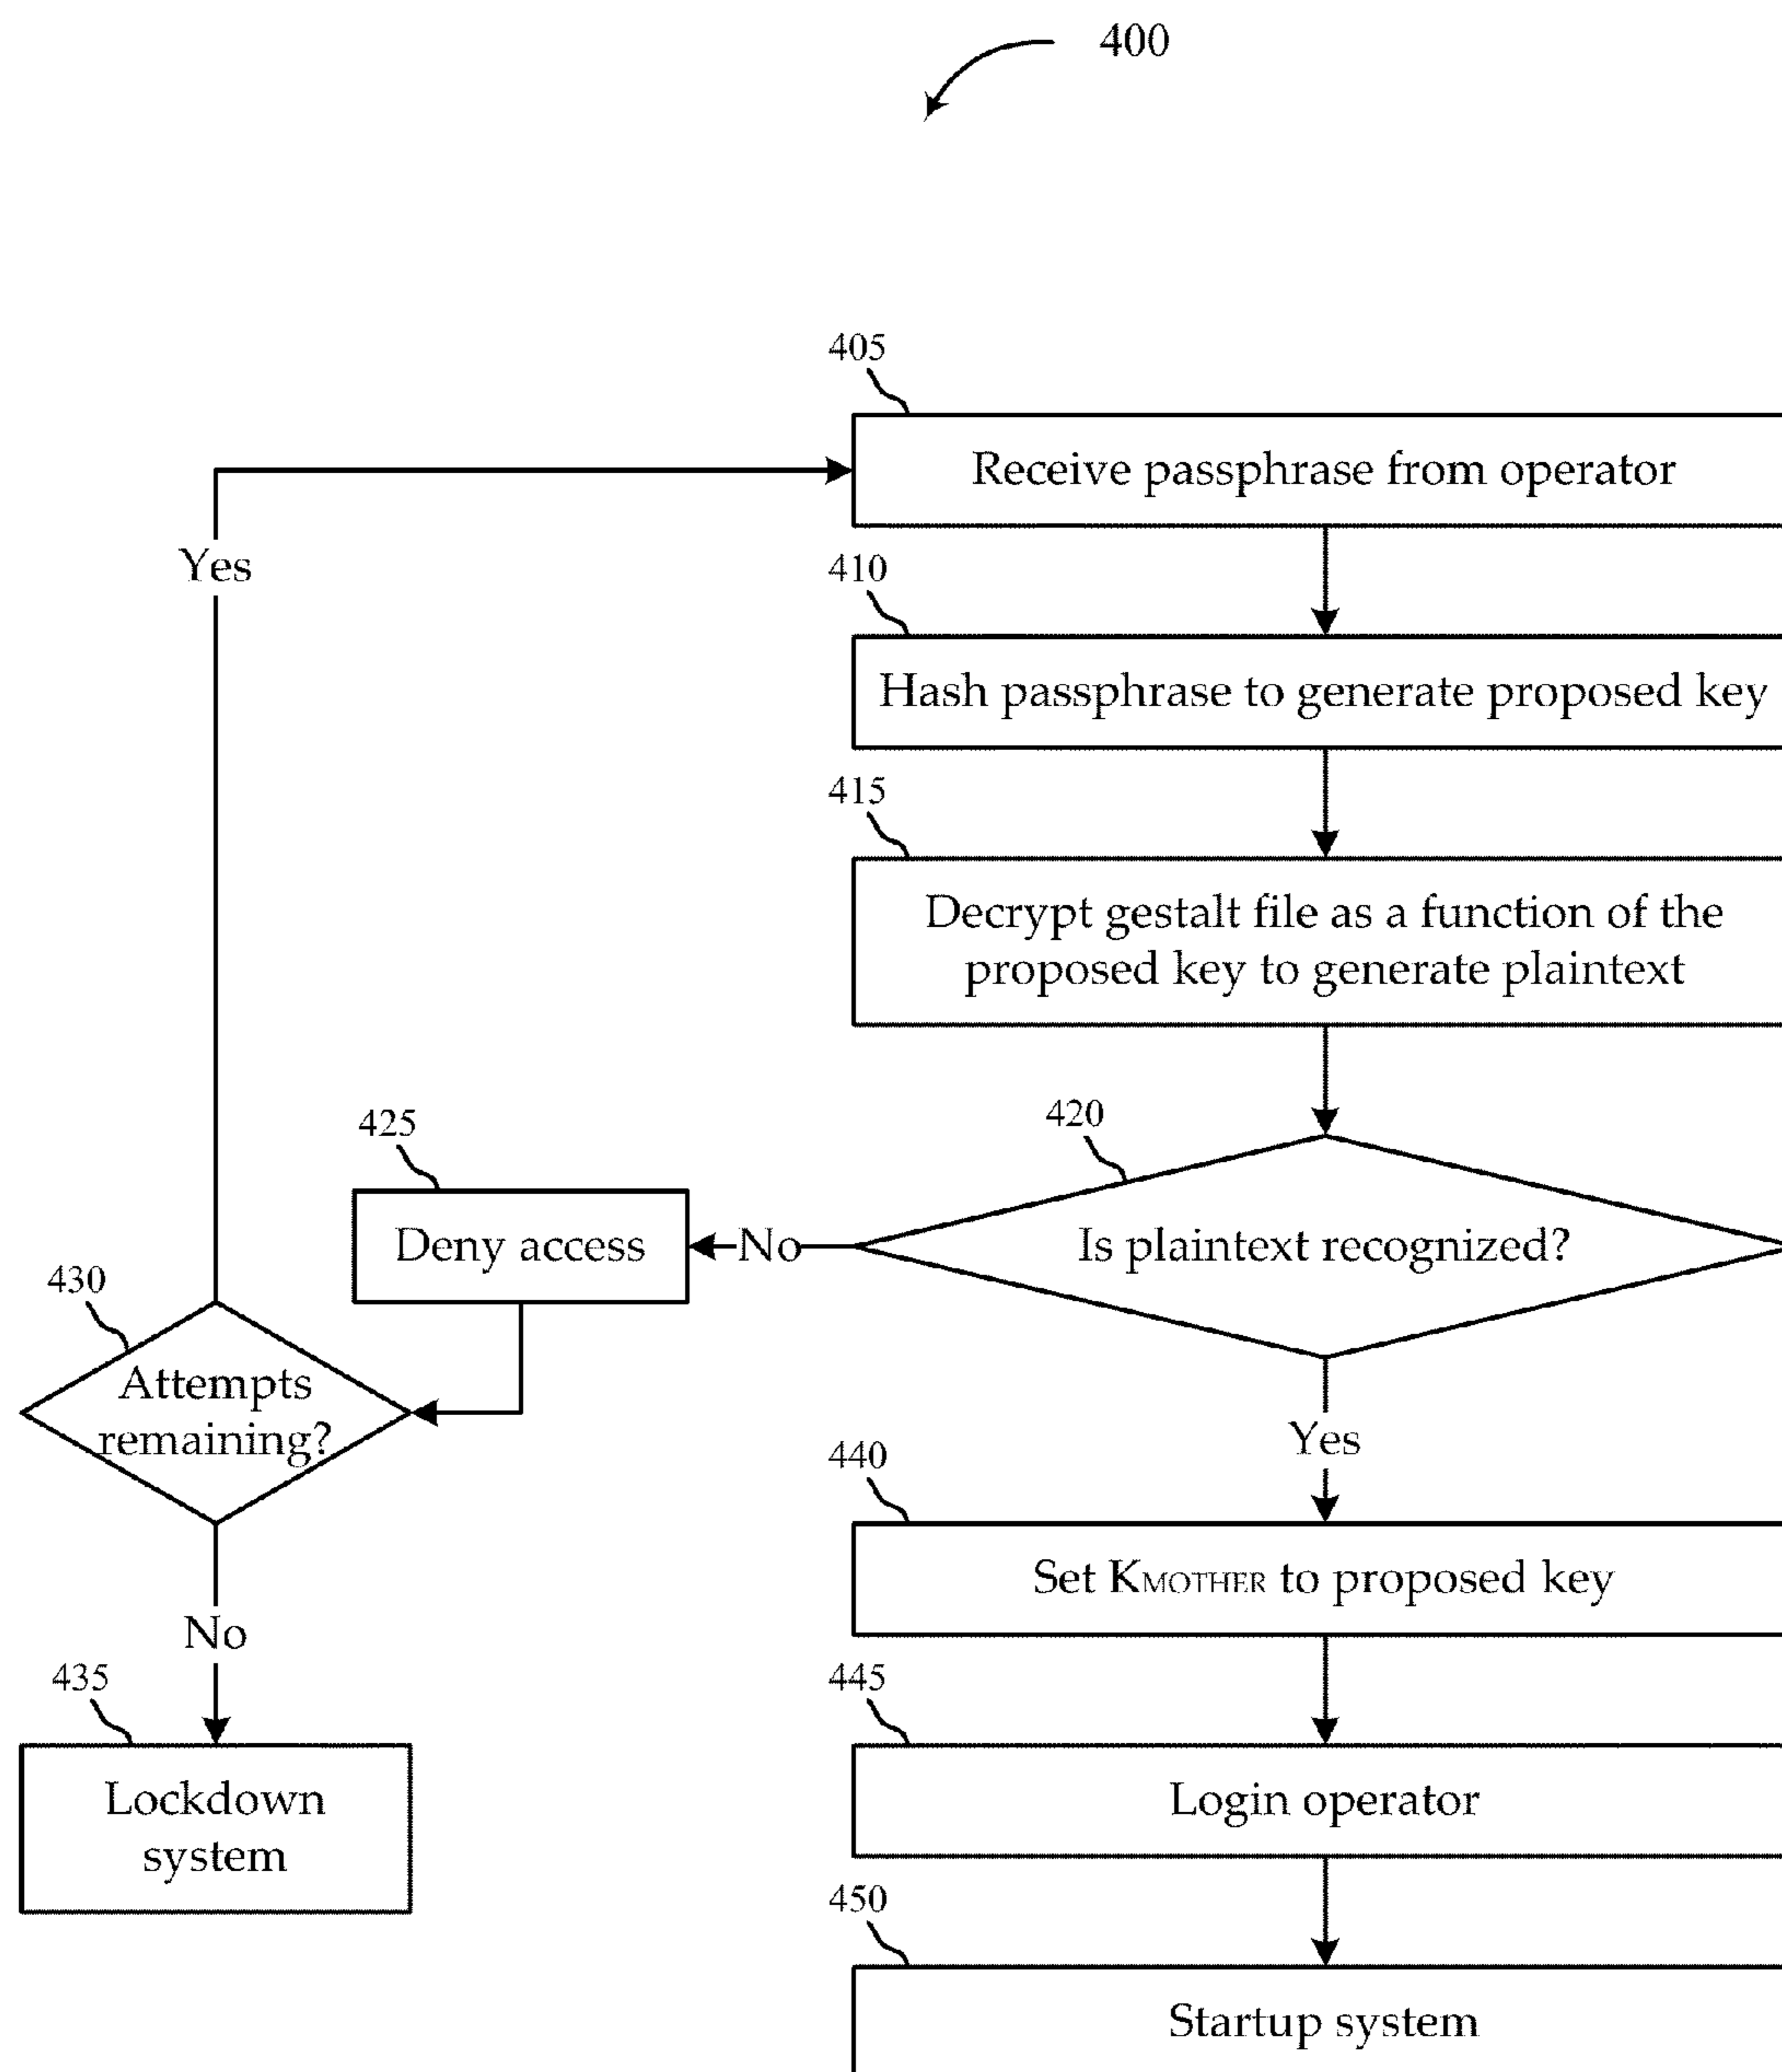 400
405
Receive passphrase from operator
Yes
410
Hash passphrase to generate proposed key
415
Decrypt gestalt file as a function of the
proposed key to generate plaintext
420
425
Is plaintext recognized?
No
Deny access
430
Attempts
remaining?
Yes
440
Set KMOTHER to proposed key
No
435
445
Lockdown
system
Login operator
450
Startup system